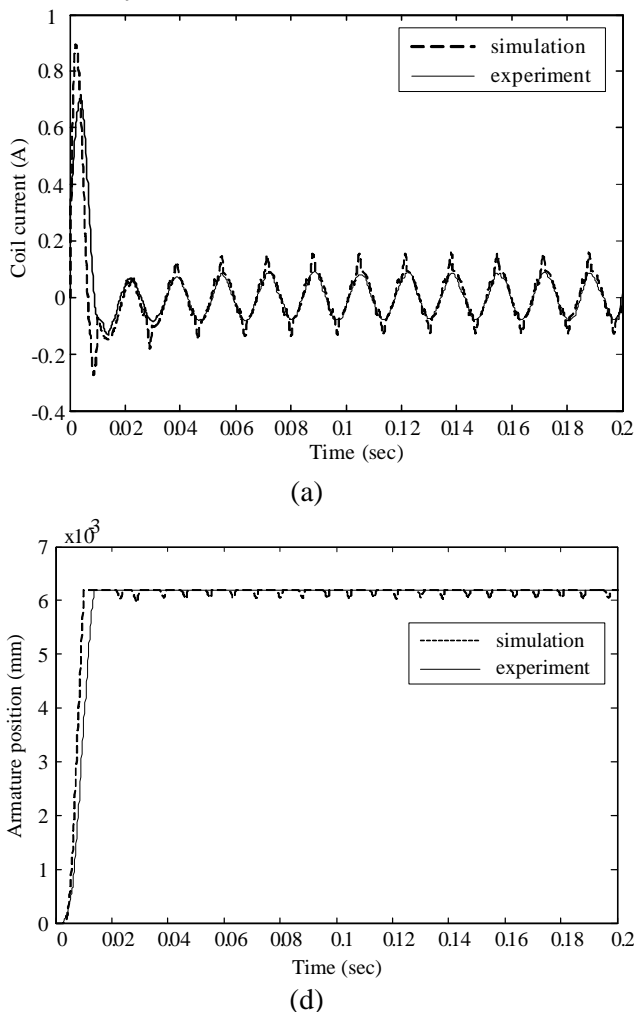 1
0.8
0.6
0.4
0.2
0
-0.2
-0.4
Coil current (A)
simulation
experiment
0 0.02 0.04 0.06 0.08 0.1 0.12 0.14 0.16 0.18 0.2
Time (sec)
(a)
x10⁻³
7
6
5
4
3
2
1
0
Armature position (mm)
simulation
experiment
0 0.02 0.04 0.06 0.08 0.1 0.12 0.14 0.16 0.18 0.2
Time (sec)
(d)